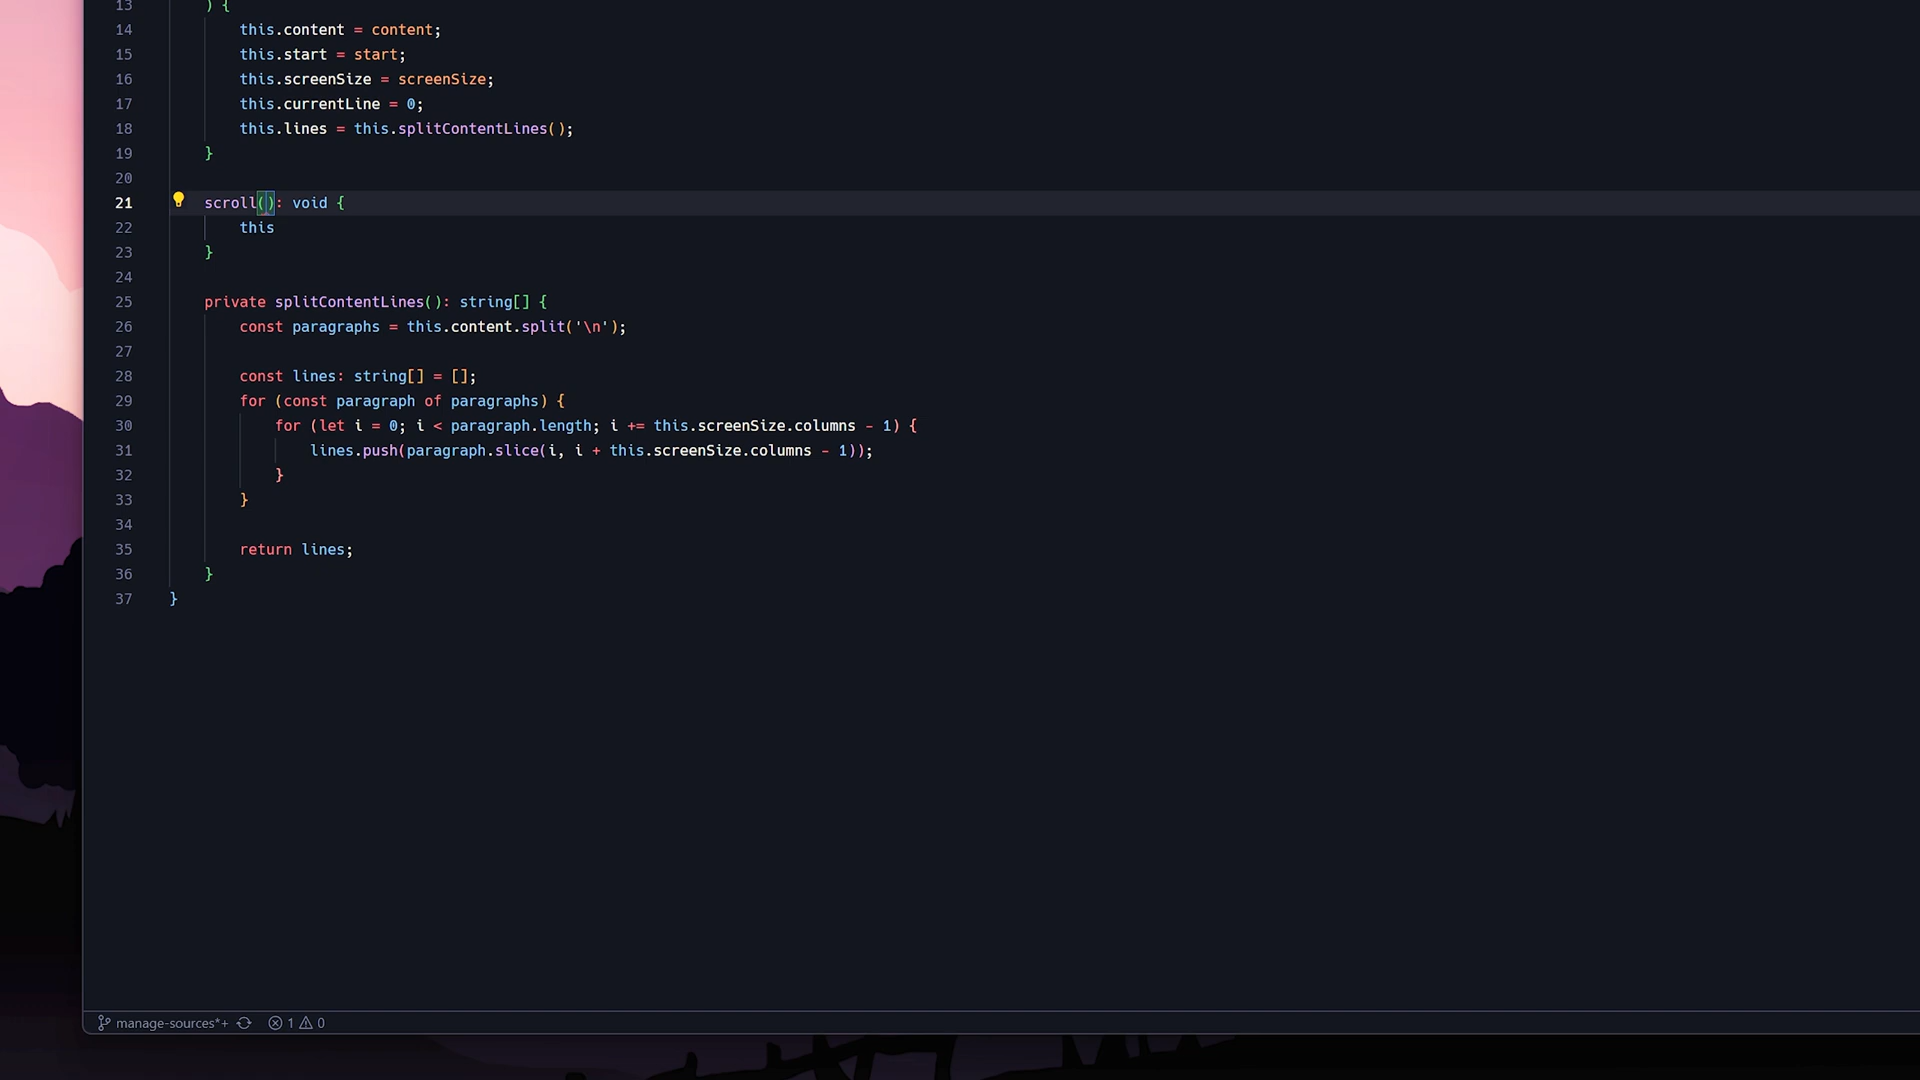 13 ) {
14 this.content = content;
15 this.start = start;
16 this.screenSize = screenSize;
17 this.currentLine = 0;
18 this.lines = this.splitContentLines();
19 }
20
21 scroll(): void {
22 this
23 }
24
25 private splitContentLines(): string[] {
26 const paragraphs = this.content.split('\n');
27
28 const lines: string[] = [];
29 for (const paragraph of paragraphs) {
30 for (let i = 0; i < paragraph.length; i += this.screenSize.columns - 1) {
31 lines.push(paragraph.slice(i, i + this.screenSize.columns - 1));
32 }
33 }
34
35 return lines;
36 }
37 }
manage-sources*+ 1 0